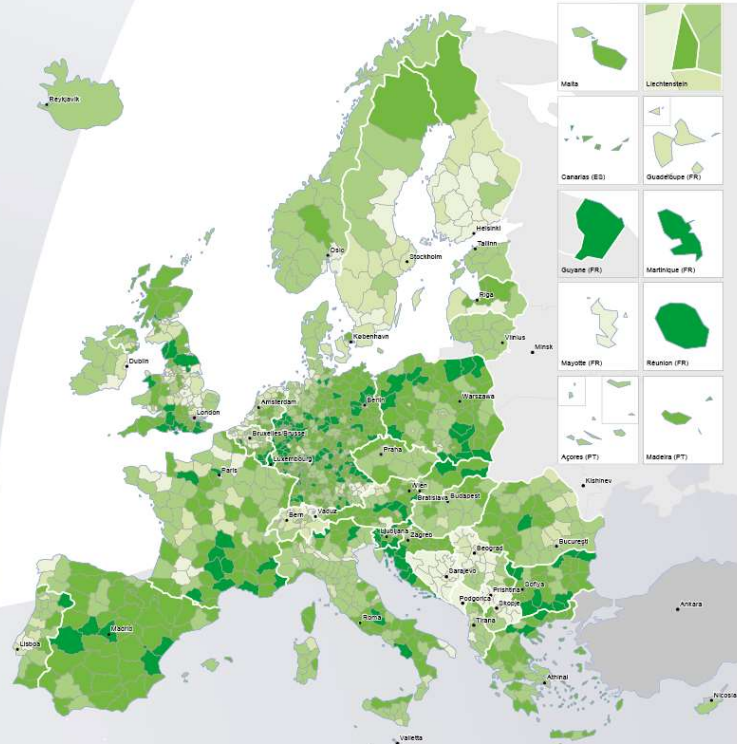 Malta
Liechtenstein
Reykjavik
Canarias (ES)
Guadeloupe (FR)
Guyane (FR)
Martinique (FR)
Helsinki
Oslo
Tallinn
Stockholm
Mayotte (FR)
Réunion (FR)
Riga
København
Vilnius
Minsk
Dublin
Açores (PT)
Madeira (PT)
Amsterdam
Berlin
Warszawa
London
Bruxelles/Brussel
Luxembourg
Praha
Paris
Kishinev
Wien
Bratislava
Budapest
Bern
Vaduz
Ljubljana
Zagreb
Bucureşti
Beograd
Sarajevo
Prishtina
Sofiya
Podgorica
Skopje
Ankara
Roma
Tirana
Madrid
Lisboa
Athinai
Nicosia
Valletta